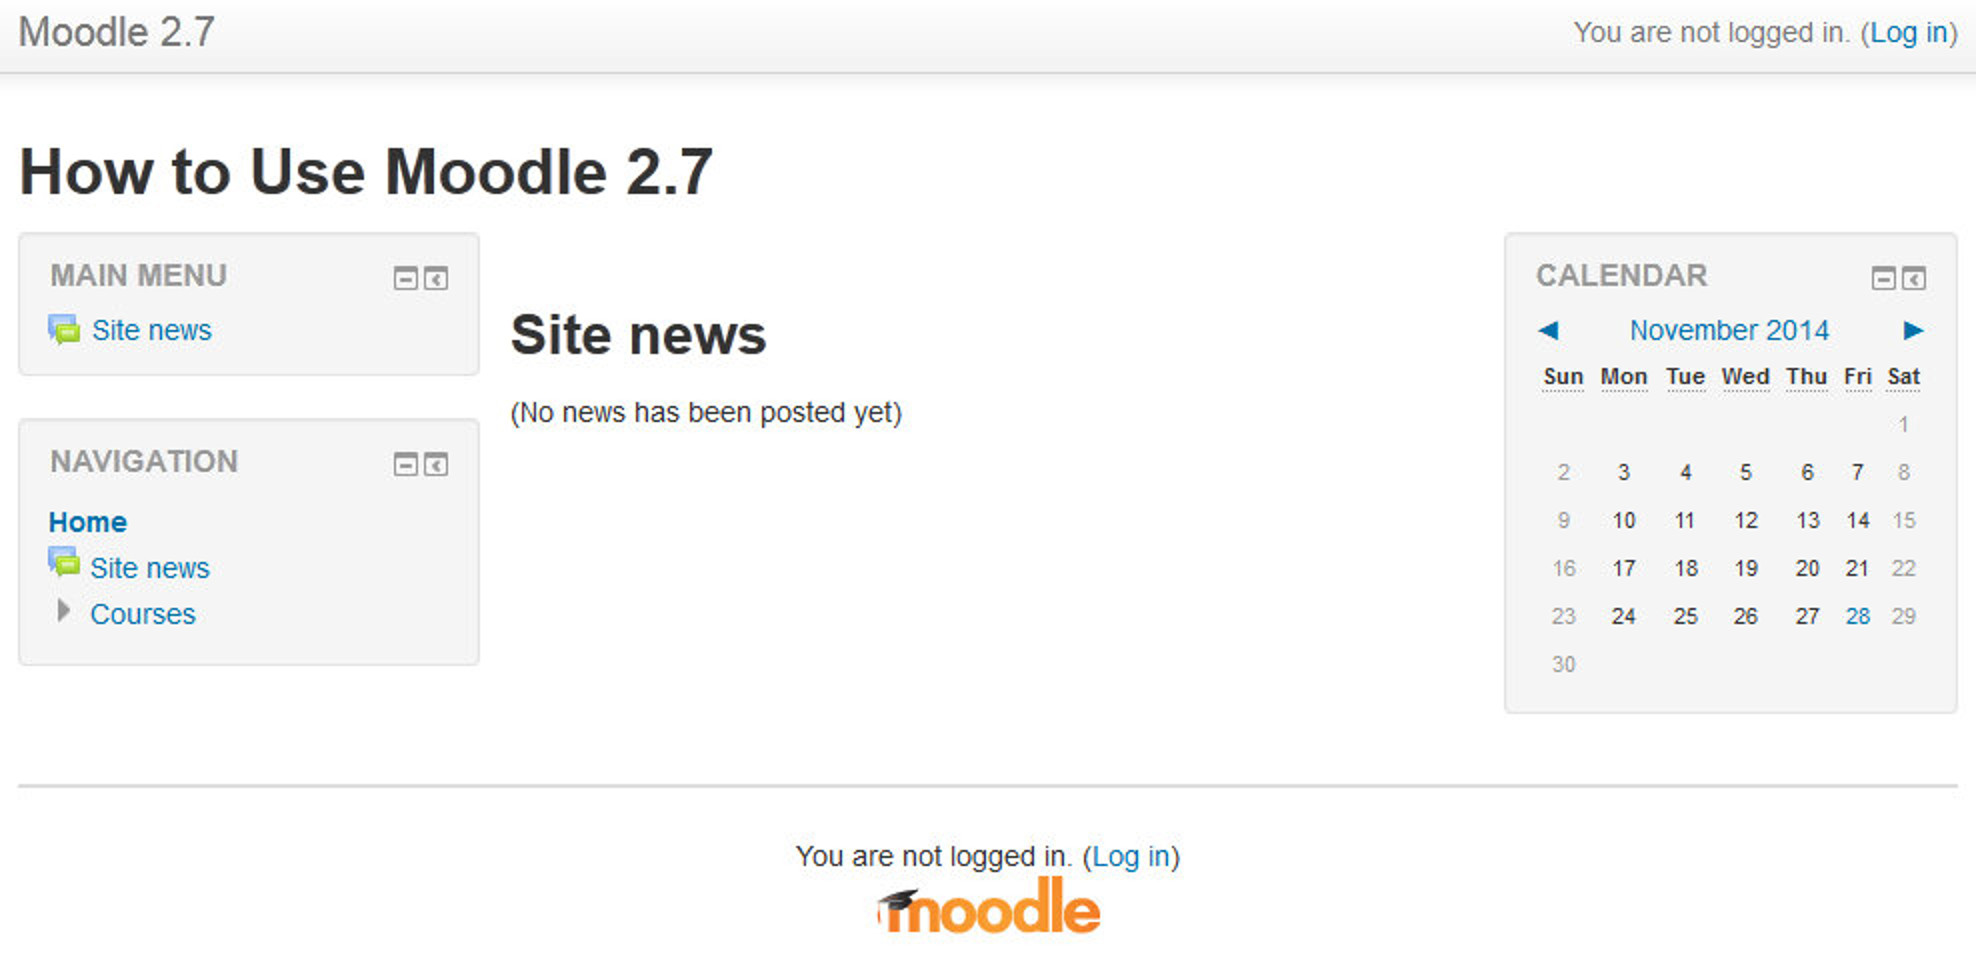 Moodle 2.7
You are not logged in. (Log in)
How to Use Moodle 2.7
MAIN MENU
Site news
NAVIGATION
Home
Site news
Courses
Site news
(No news has been posted yet)
CALENDAR
November 2014
Sun Mon Tue Wed Thu Fri Sat
1
2 3 4 5 6 7 8
9 10 11 12 13 14 15
16 17 18 19 20 21 22
23 24 25 26 27 28 29
30
You are not logged in. (Log in)
moodle